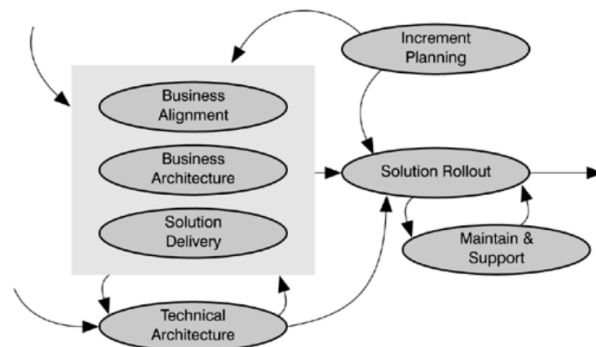 Increment
Planning
Business
Alignment
Business
Architecture
Solution Rollout
Solution
Delivery
Maintain &
Support
Technical
Architecture